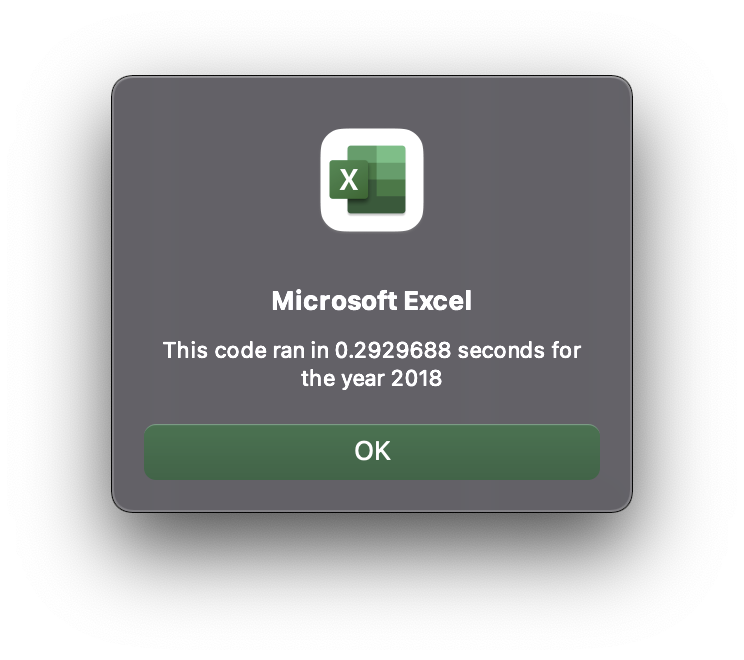 X
Microsoft Excel
This code ran in 0.2929688 seconds for
the year 2018
OK